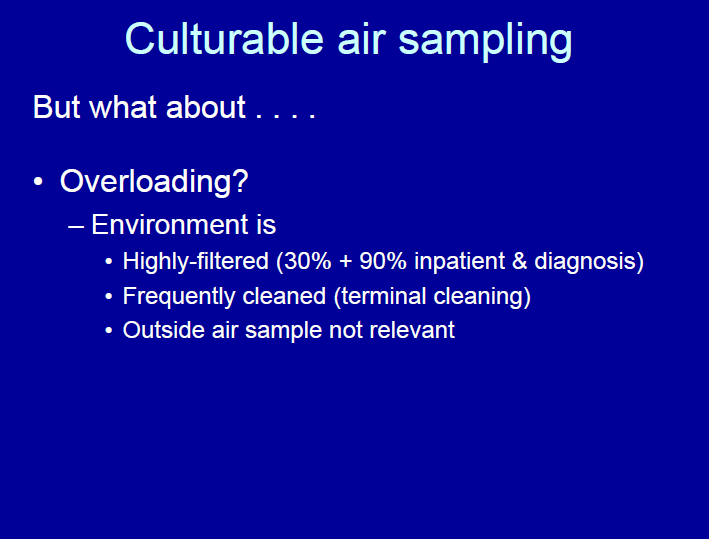 Culturable air sampling
But what about . . . .
• Overloading?
– Environment is
• Highly-filtered (30% + 90% inpatient & diagnosis)
• Frequently cleaned (terminal cleaning)
• Outside air sample not relevant